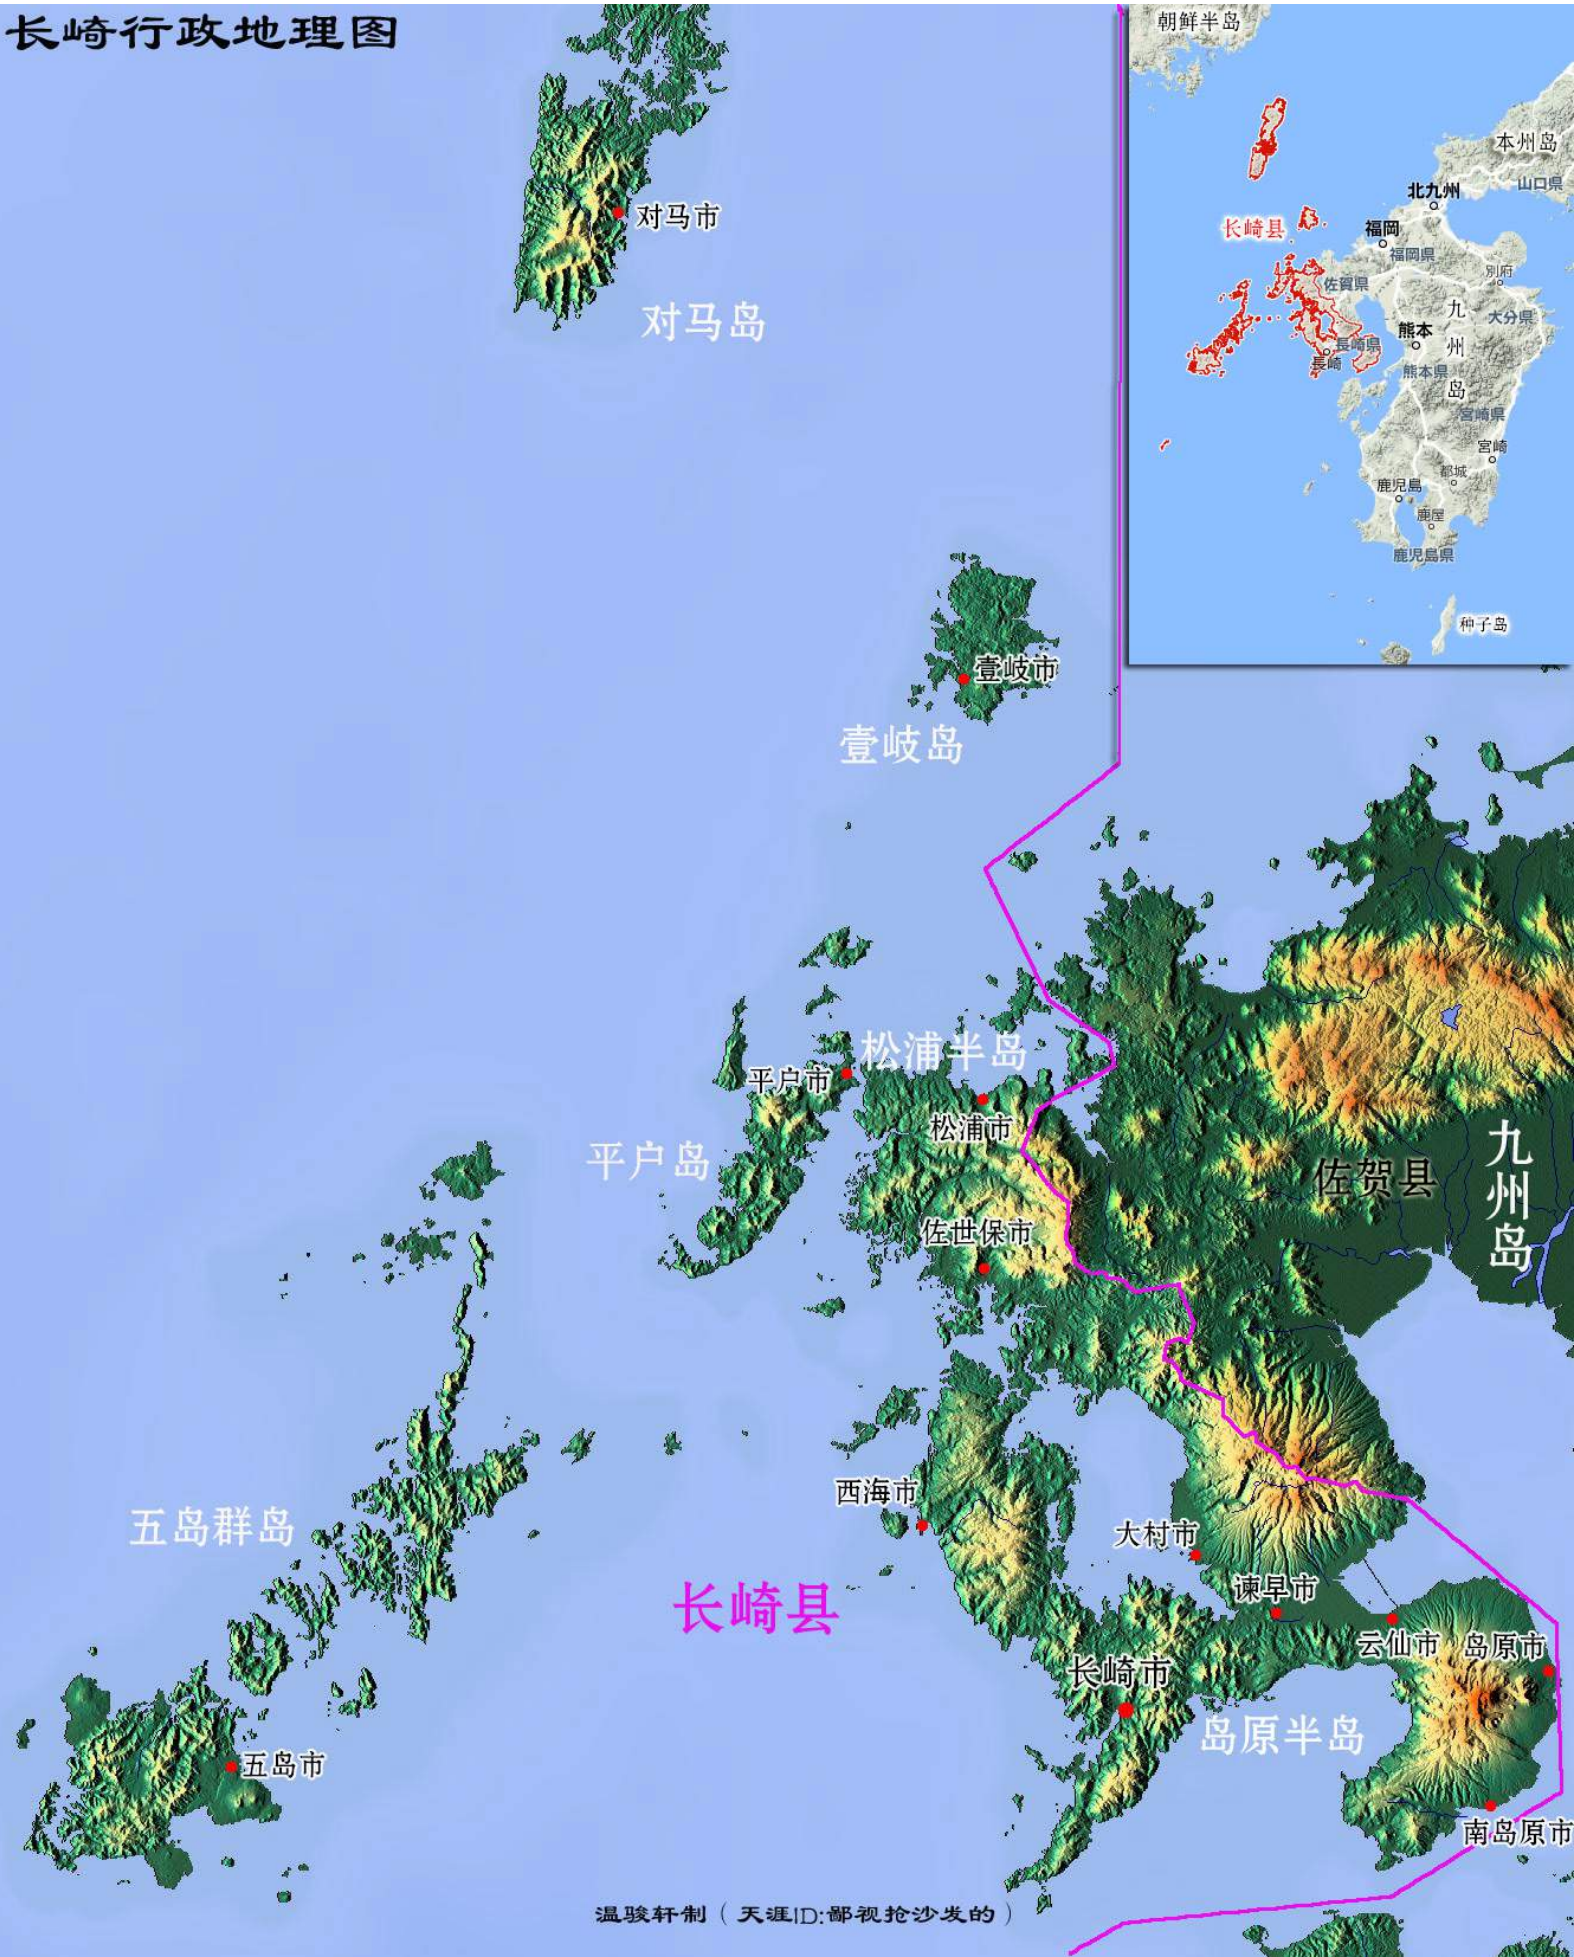 长崎行政地理图
朝鲜半岛
本州岛
山口県
北九州
长崎县
福岡
福岡県
別府
佐賀県
九州岛
大分県
熊本
長崎県
長崎
熊本県
宮崎県
宮崎
都城
鹿児島
鹿屋
鹿児島県
种子岛
对马市
对马岛
壹岐市
壹岐岛
松浦半岛
平户市
松浦市
平户岛
佐贺县
九州岛
佐世保市
西海市
五岛群岛
大村市
长崎县
谏早市
云仙市
岛原市
长崎市
岛原半岛
五岛市
南岛原市
温骏轩制（天涯ID:鄙视抢沙发的）